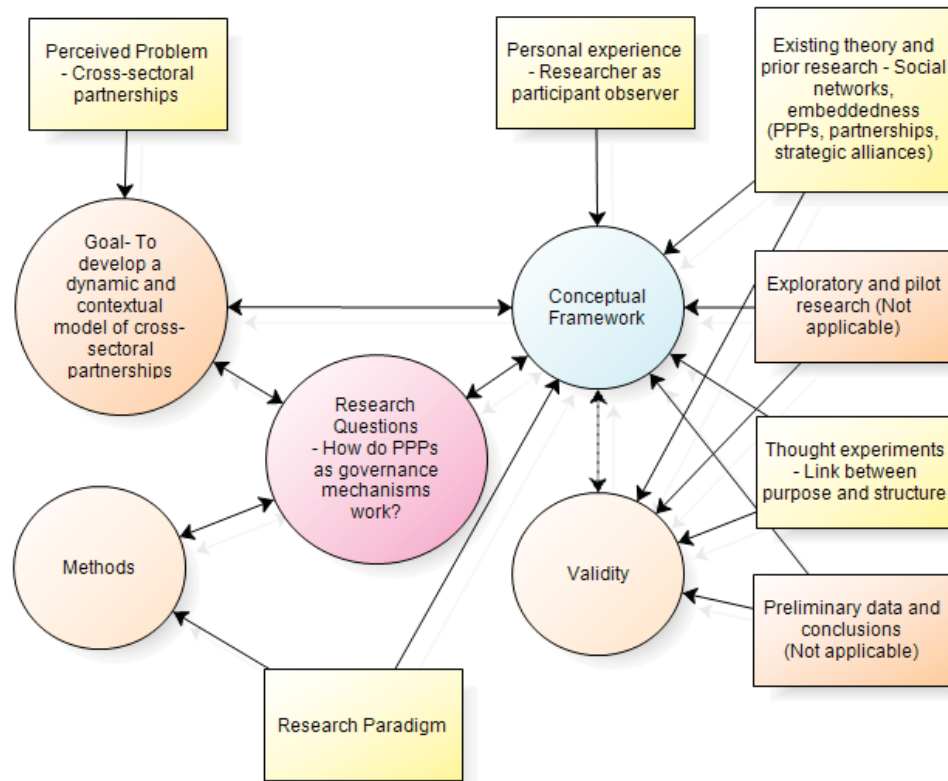 Perceived Problem
- Cross-sectoral
partnerships
Personal experience
- Researcher as
participant observer
Existing theory and
prior research - Social
networks,
embeddedness
(PPPs, partnerships,
strategic alliances)
Goal- To
develop a
dynamic and
contextual
model of cross-
sectoral
partnerships
Conceptual
Framework
Exploratory and pilot
research (Not
applicable)
Research
Questions
- How do PPPs
as governance
mechanisms
work?
Thought experiments
- Link between
purpose and structure
Methods
Validity
Preliminary data and
conclusions
(Not applicable)
Research Paradigm